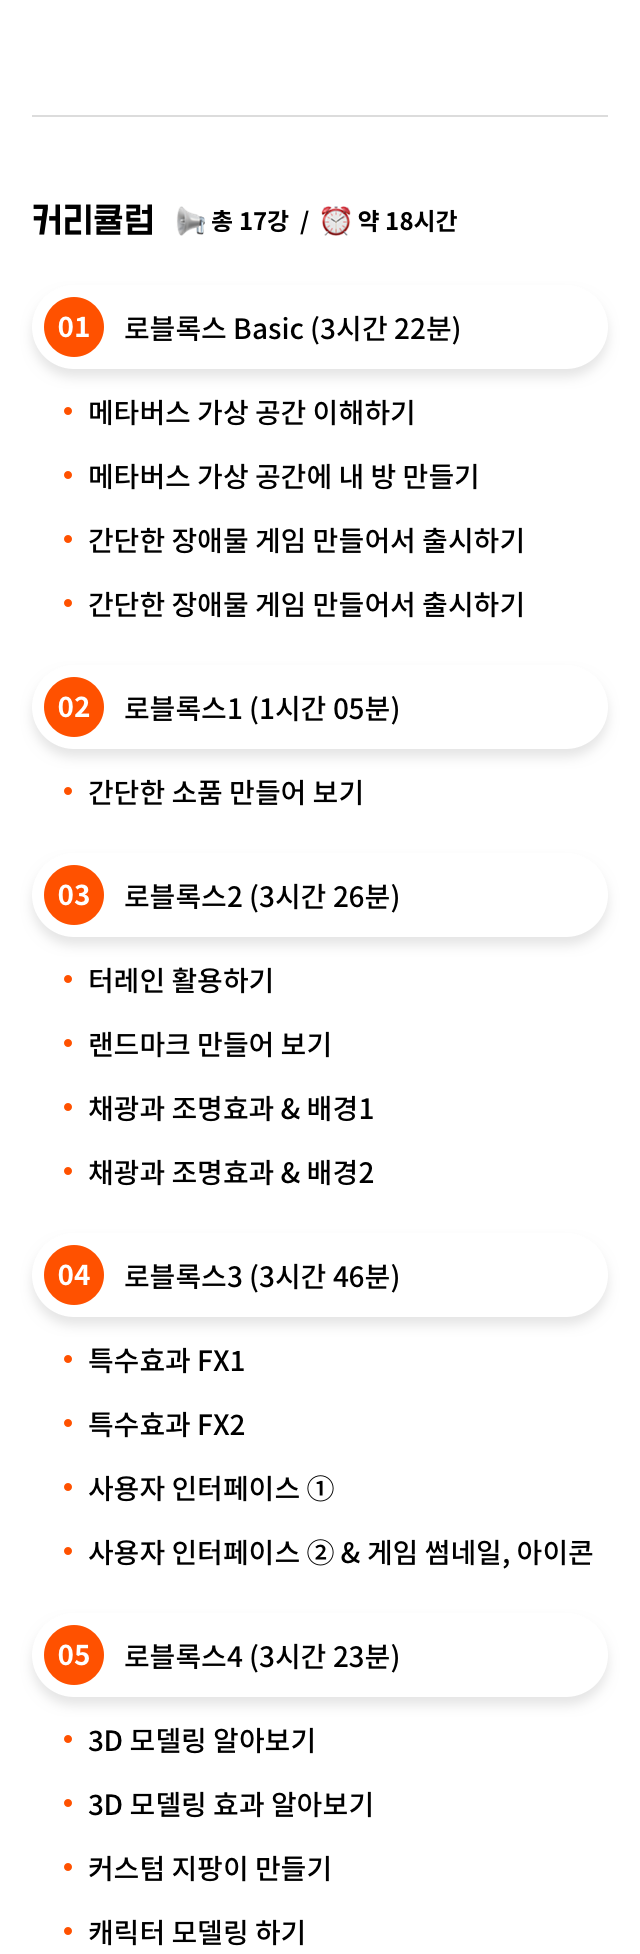 커리큘럼 총 17강 / 약 18시간
01 로블록스 Basic (3시간 22분)
• 메타버스 가상 공간 이해하기
• 메타버스 가상 공간에 내 방 만들기
• 간단한 장애물 게임 만들어서 출시하기
• 간단한 장애물 게임 만들어서 출시하기
02 로블록스1 (1시간 05분)
• 간단한 소품 만들어 보기
03 로블록스2 (3시간 26분)
• 터레인 활용하기
• 랜드마크 만들어 보기
• 채광과 조명효과 & 배경1
• 채광과 조명효과 & 배경2
04 로블록스3 (3시간 46분)
• 특수효과 FX1
• 특수효과 FX2
• 사용자 인터페이스 ①
• 사용자 인터페이스 ② & 게임 썸네일, 아이콘
05 로블록스4 (3시간 23분)
• 3D 모델링 알아보기
• 3D 모델링 효과 알아보기
• 커스텀 지팡이 만들기
• 캐릭터 모델링 하기